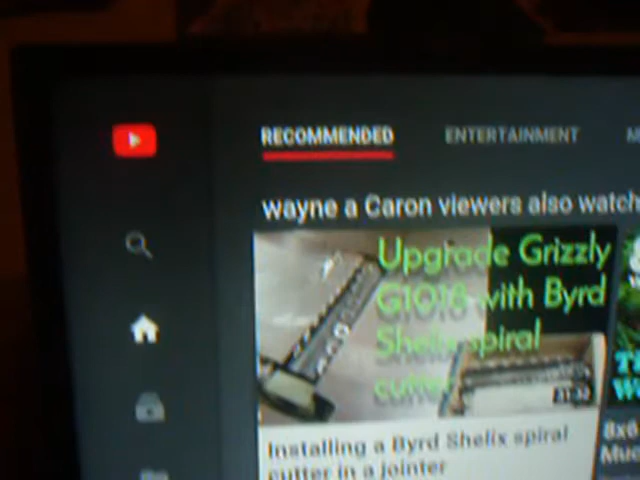 RECOMMENDED ENTERTAINMENT
wayne a Caron viewers also watch
Upgrade Grizzly
G1018 with Byrd
Shelix spiral
cutter
Installing a Byrd Shelix spiral
cutter in a jointer
8x6